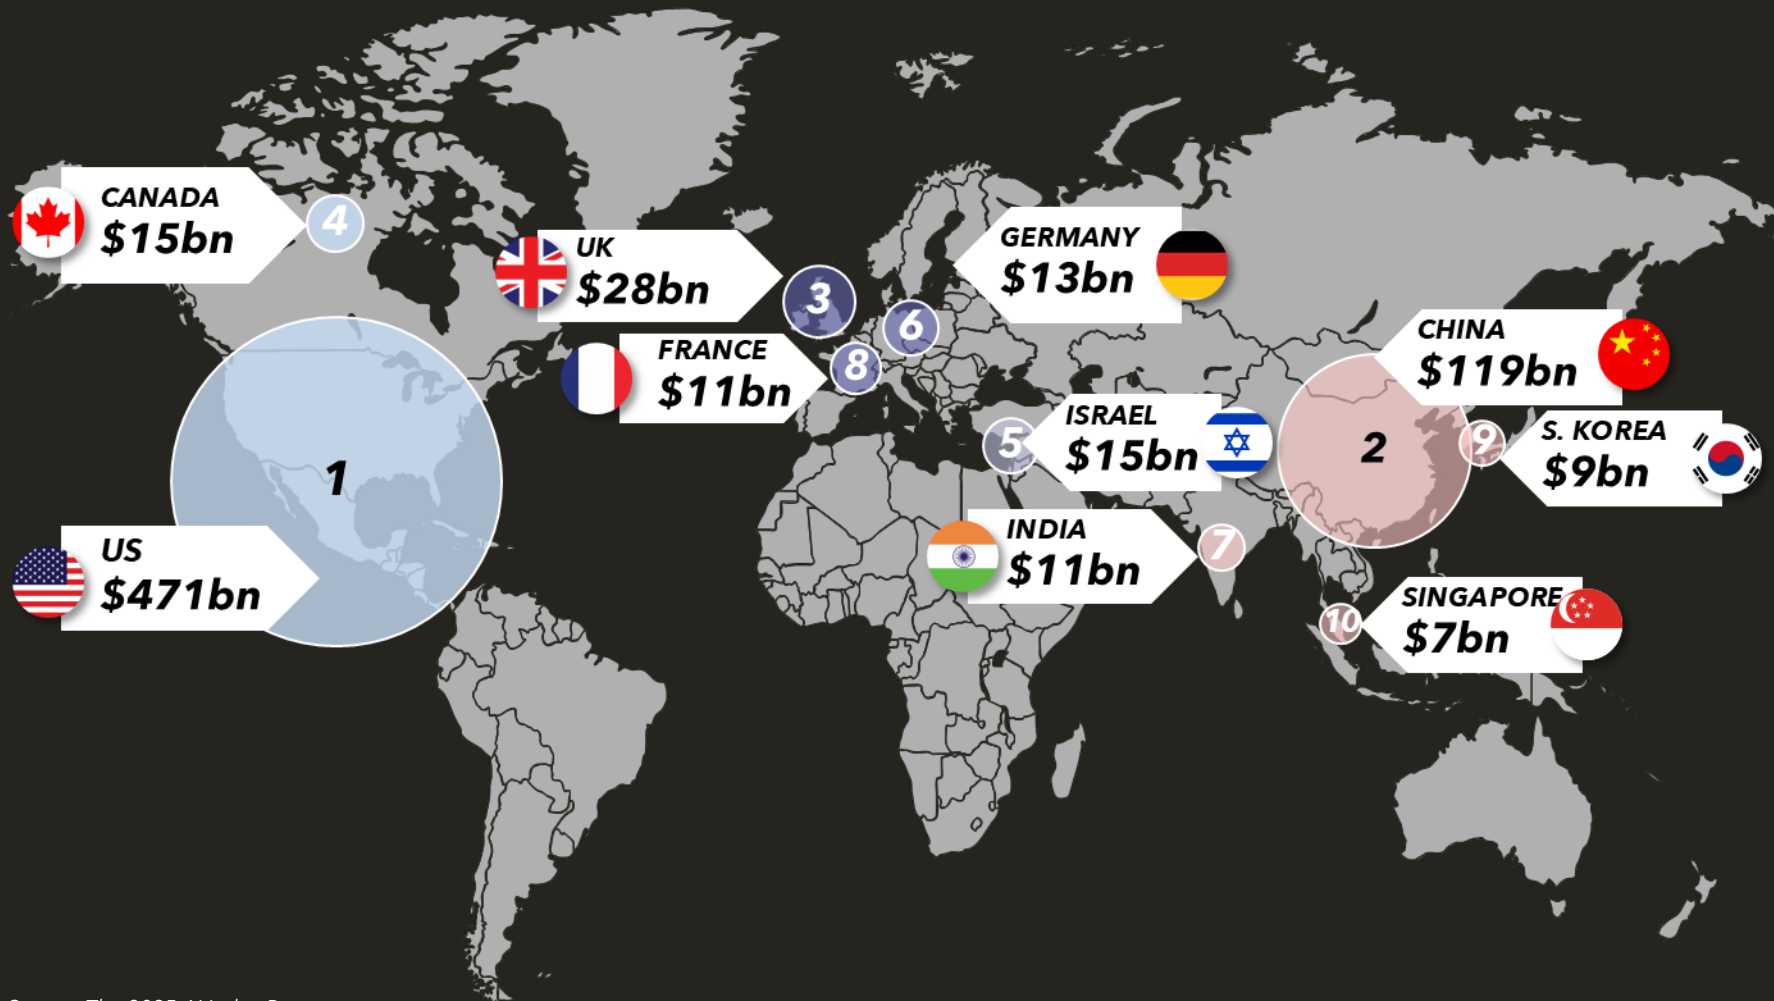 CANADA
$15bn
4
UK
$28bn
3
GERMANY
$13bn
6
FRANCE
$11bn
8
CHINA
$119bn
2
ISRAEL
$15bn
5
S. KOREA
$9bn
9
1
US
$471bn
INDIA
$11bn
7
SINGAPORE
$7bn
10